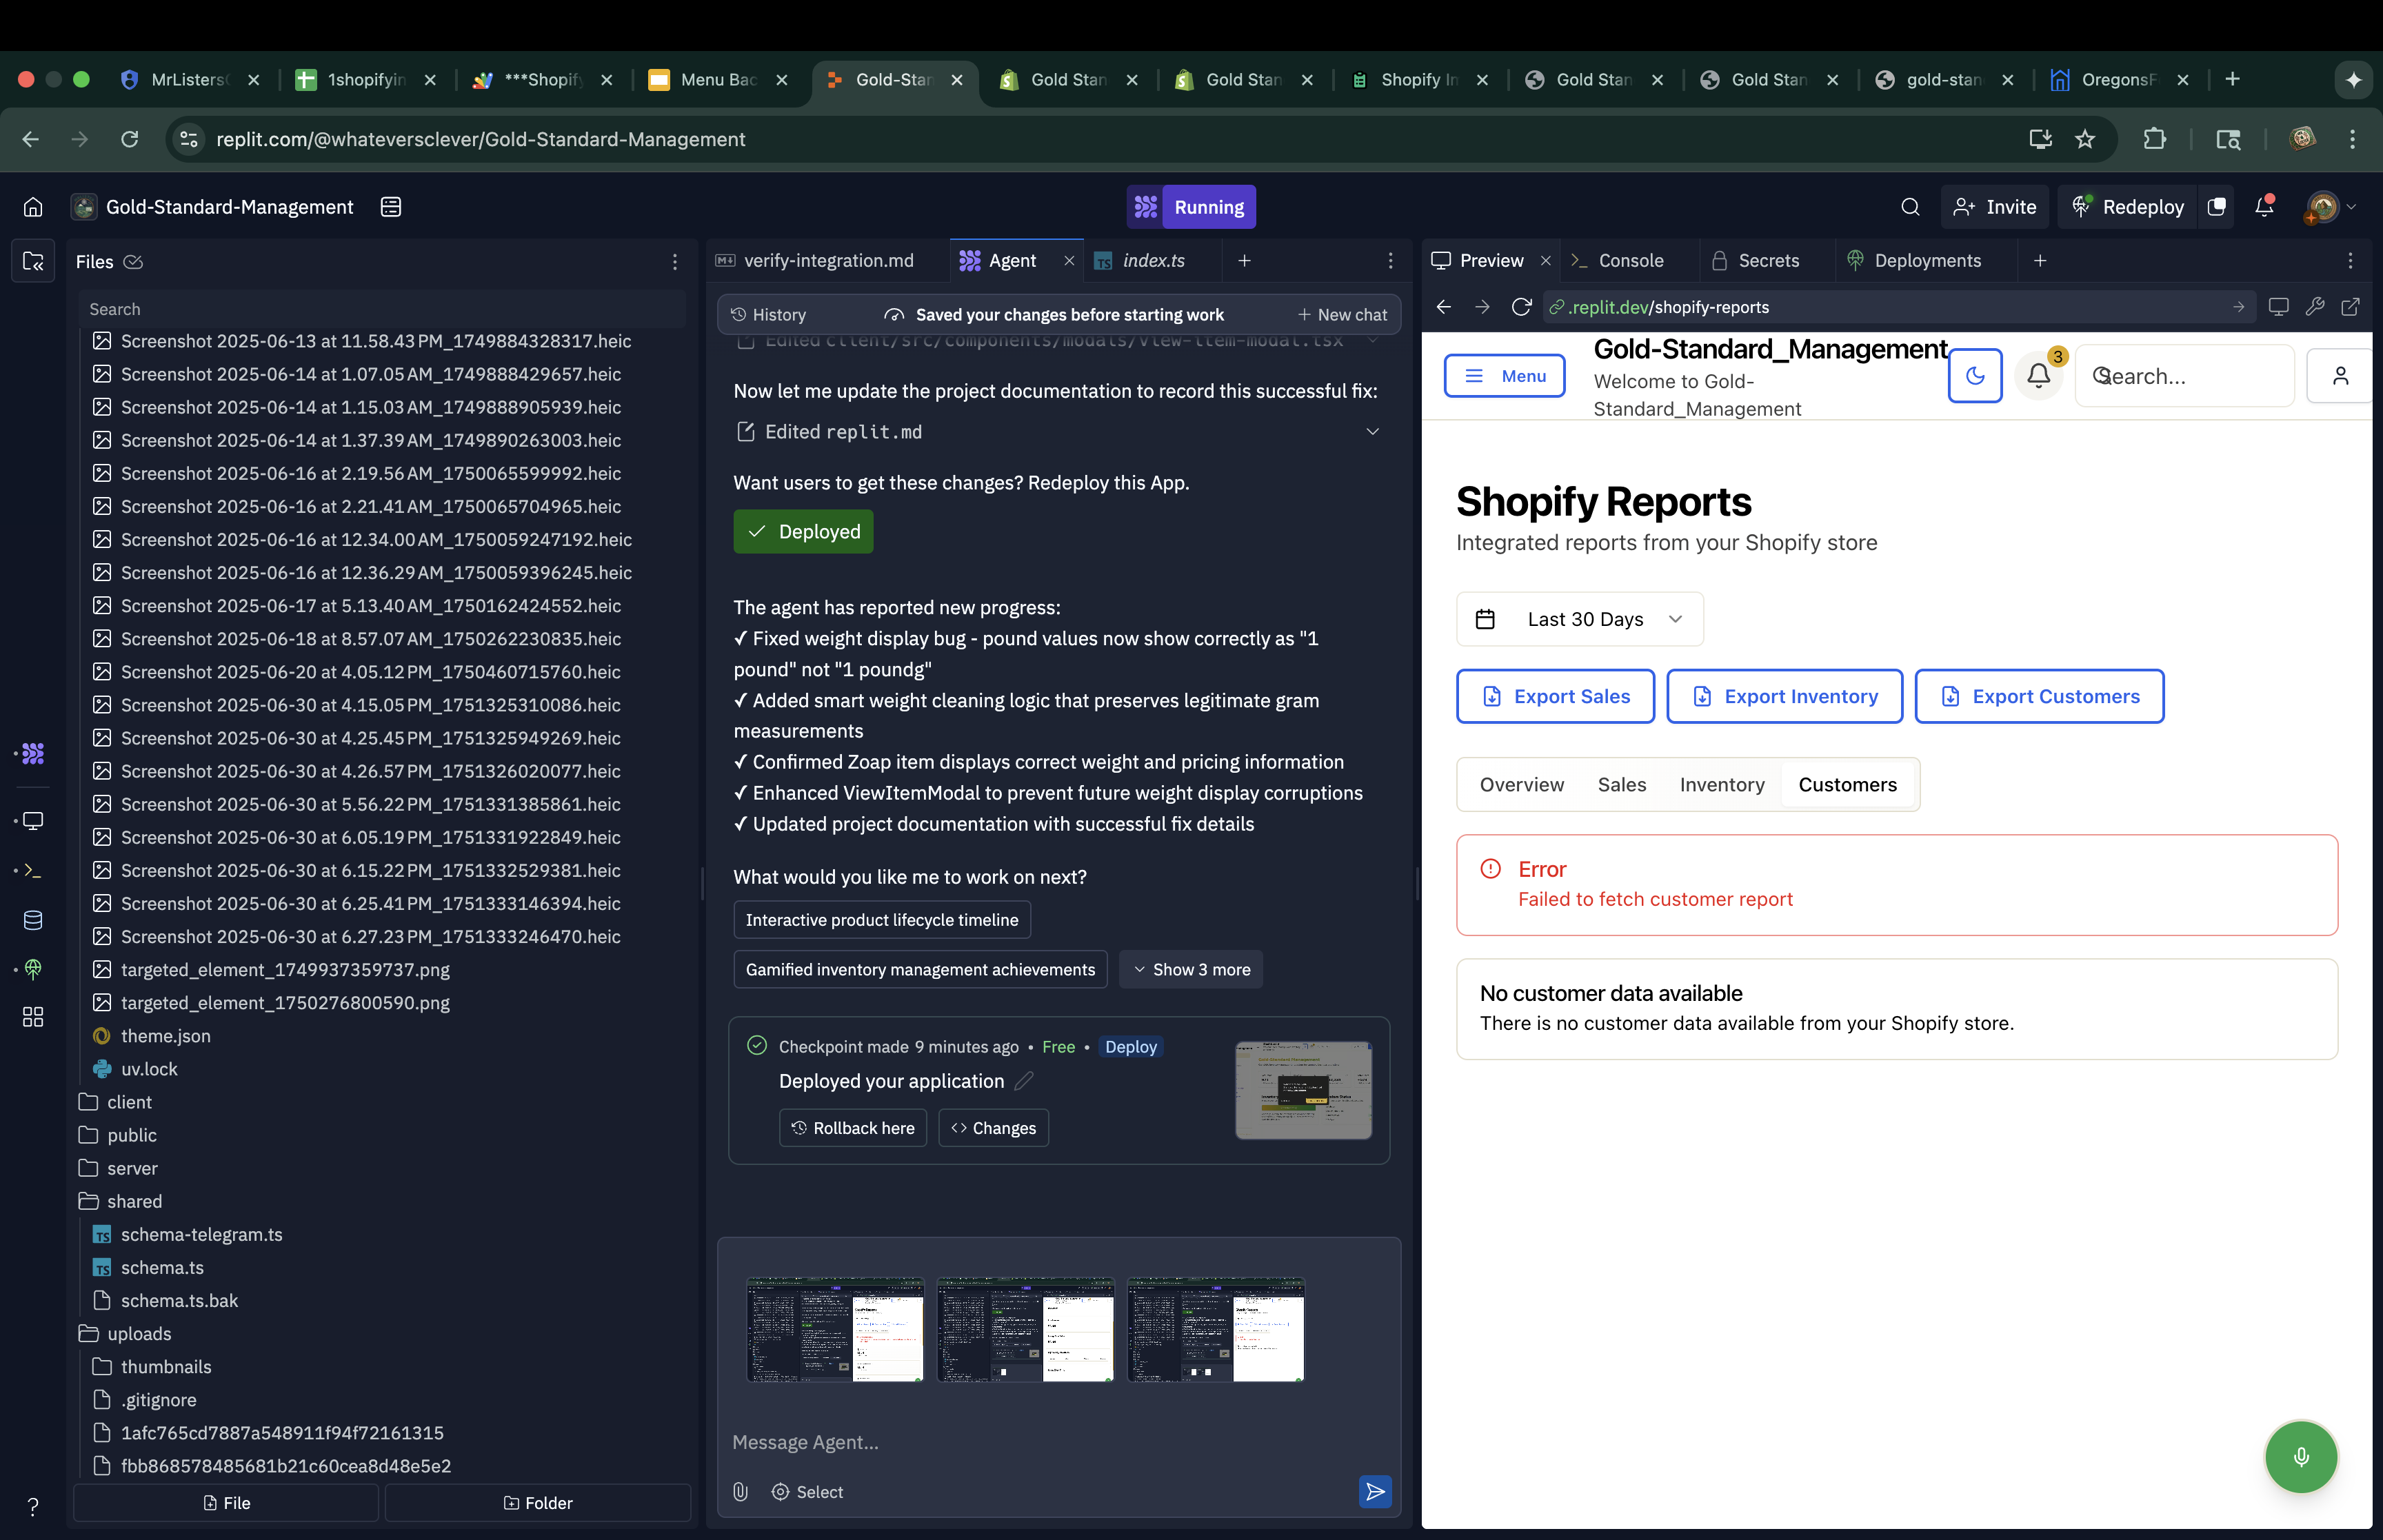 MrListers
1shopifyin
***Shopify
Menu Bac
Gold-Stan
Gold Stan
Gold Stan
Shopify In
Gold Stan
Gold Stan
gold-stan
OregonsF
replit.com/@whateversclever/Gold-Standard-Management
Gold-Standard-Management
Running
Invite
Redeploy
Files
Search
Screenshot 2025-06-13 at 11.58.43 PM_1749884328317.heic
Screenshot 2025-06-14 at 1.07.05 AM_1749888429657.heic
Screenshot 2025-06-14 at 1.15.03 AM_1749888905939.heic
Screenshot 2025-06-14 at 1.37.39 AM_1749890263003.heic
Screenshot 2025-06-16 at 2.19.56 AM_1750065599992.heic
Screenshot 2025-06-16 at 2.21.41 AM_1750065704965.heic
Screenshot 2025-06-16 at 12.34.00 AM_1750059247192.heic
Screenshot 2025-06-16 at 12.36.29 AM_1750059396245.heic
Screenshot 2025-06-17 at 5.13.40 AM_1750162424552.heic
Screenshot 2025-06-18 at 8.57.07 AM_1750262230835.heic
Screenshot 2025-06-20 at 4.05.12 PM_1750460715760.heic
Screenshot 2025-06-30 at 4.15.05 PM_1751325310086.heic
Screenshot 2025-06-30 at 4.25.45 PM_1751325949269.heic
Screenshot 2025-06-30 at 4.26.57 PM_1751326020077.heic
Screenshot 2025-06-30 at 5.56.22 PM_1751331385861.heic
Screenshot 2025-06-30 at 6.05.19 PM_1751331922849.heic
Screenshot 2025-06-30 at 6.15.22 PM_1751332529381.heic
Screenshot 2025-06-30 at 6.25.41 PM_1751333146394.heic
Screenshot 2025-06-30 at 6.27.23 PM_1751333246470.heic
targeted_element_1749937359737.png
targeted_element_1750276800590.png
theme.json
uv.lock
client
public
server
shared
schema-telegram.ts
schema.ts
schema.ts.bak
uploads
thumbnails
.gitignore
1afc765cd7887a548911f94f72161315
fbb868578485681b21c60cea8d48e5e2
File
Folder
verify-integration.md
Agent
index.ts
History
Saved your changes before starting work
New chat
Edited client/src/components/modals/view-item-modal.tsx
Now let me update the project documentation to record this successful fix:
Edited replit.md
Want users to get these changes? Redeploy this App.
Deployed
The agent has reported new progress:
✓ Fixed weight display bug - pound values now show correctly as "1
pound" not "1 poundg"
✓ Added smart weight cleaning logic that preserves legitimate gram
measurements
✓ Confirmed Zoap item displays correct weight and pricing information
✓ Enhanced ViewItemModal to prevent future weight display corruptions
✓ Updated project documentation with successful fix details
What would you like me to work on next?
Interactive product lifecycle timeline
Gamified inventory management achievements
Show 3 more
Checkpoint made 9 minutes ago • Free • Deploy
Deployed your application
Rollback here
Changes
Message Agent...
Select
Preview
Console
Secrets
Deployments
.replit.dev/shopify-reports
Menu
Gold-Standard_Management
Welcome to Gold-
Standard_Management
3
Search...
Shopify Reports
Integrated reports from your Shopify store
Last 30 Days
Export Sales
Export Inventory
Export Customers
Overview
Sales
Inventory
Customers
Error
Failed to fetch customer report
No customer data available
There is no customer data available from your Shopify store.